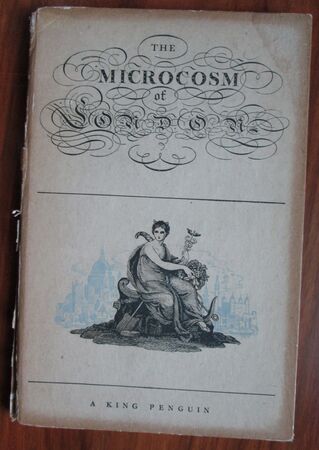 THE
MICROCOSM
of
LONDON
A KING PENGUIN